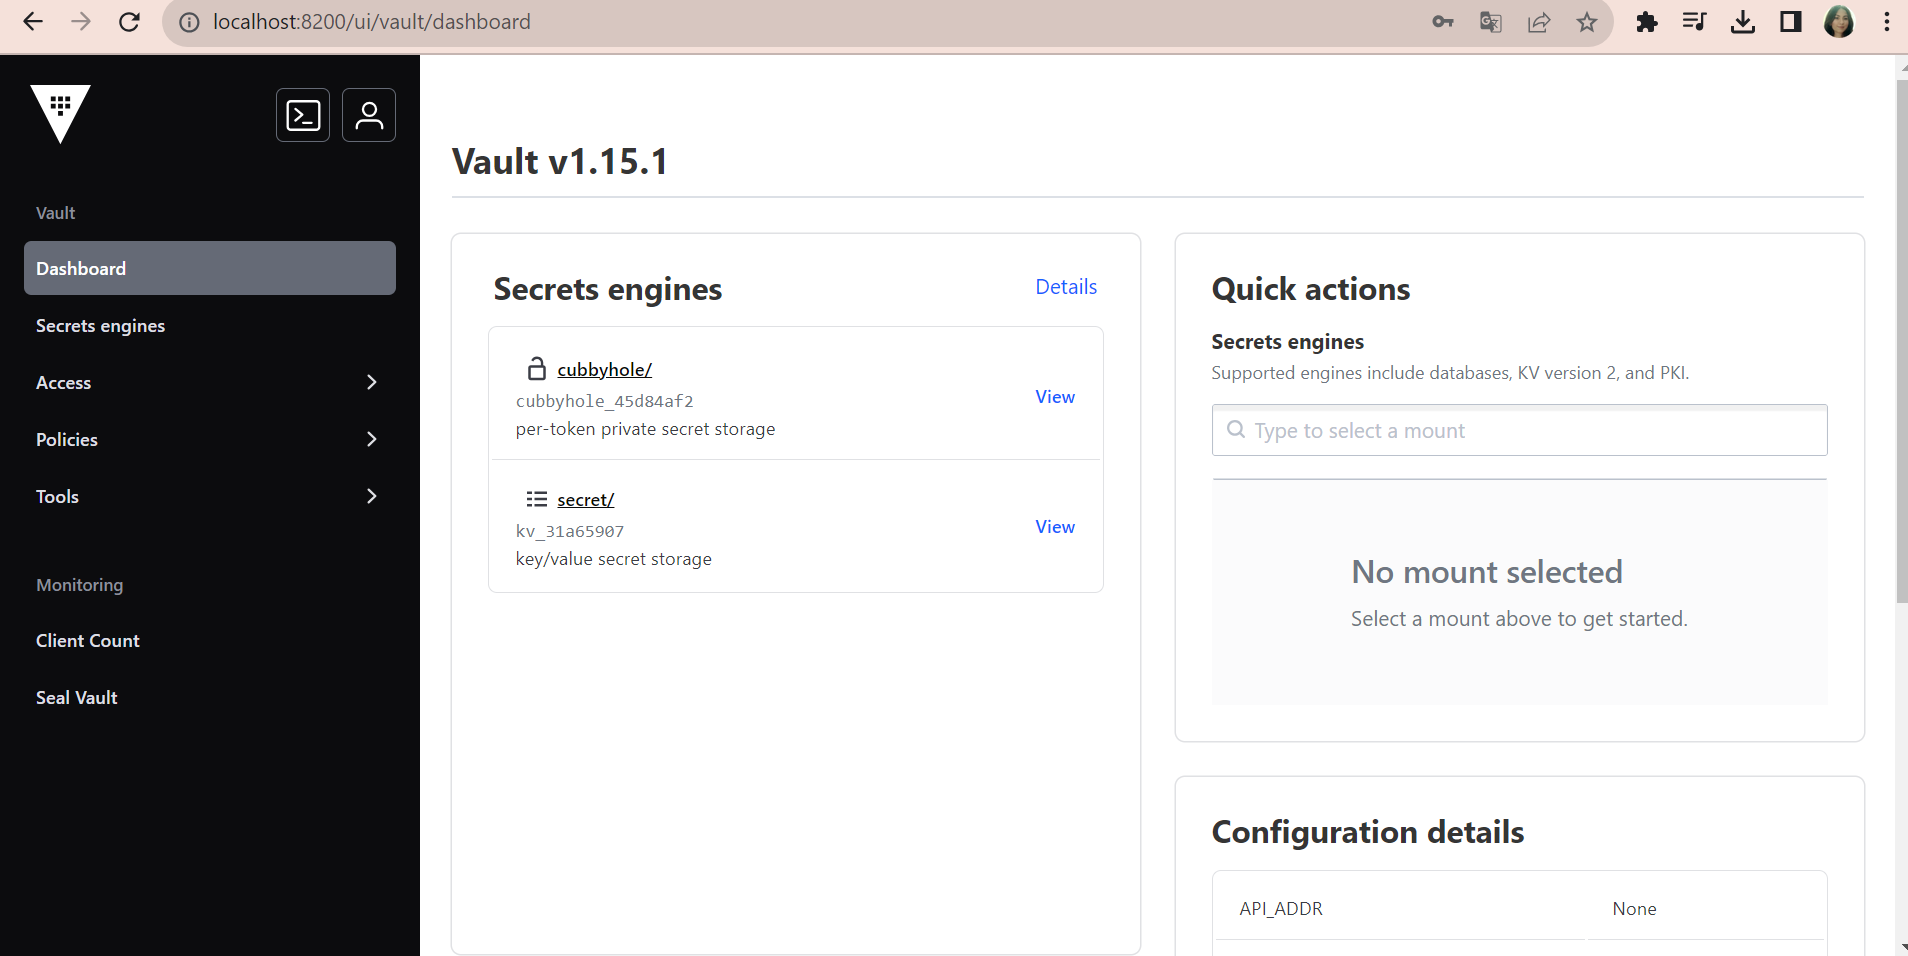 localhost:8200/ui/vault/dashboard
Vault
Dashboard
Secrets engines
Access
Policies
Tools
Monitoring
Client Count
Seal Vault
Vault v1.15.1
Secrets engines
Details
cubbyhole/
cubbyhole_45d84af2
per-token private secret storage
View
secret/
kv_31a65907
key/value secret storage
View
Quick actions
Secrets engines
Supported engines include databases, KV version 2, and PKI.
Type to select a mount
No mount selected
Select a mount above to get started.
Configuration details
API_ADDR
None